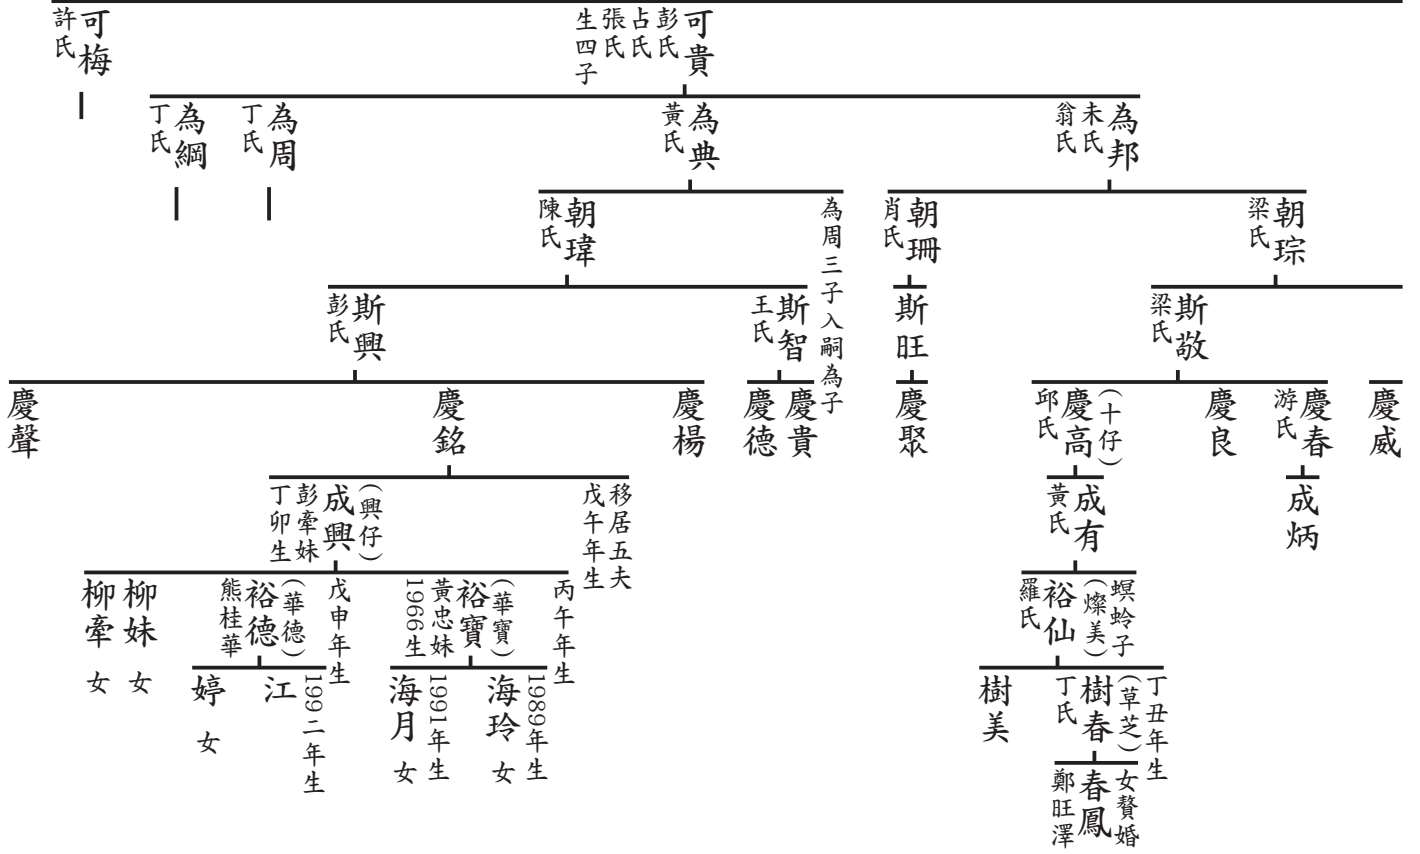 可貴
彭氏
占氏
張氏
生四子
可梅
許氏
為邦
未氏
翁氏
為典
黃氏
為周
丁氏
為綱
丁氏
朝琮
梁氏
朝珊
肖氏
為周三子入嗣為子
朝瑋
陳氏
斯敬
梁氏
斯旺
斯智
王氏
斯興
彭氏
慶威
慶春
游氏
慶良
(十仔)
慶高
邱氏
慶聚
慶貴
慶德
慶楊
慶銘
慶聲
成炳
成有
黃氏
移居五夫
戊午年生
(興仔)
成興
彭牽妹
丁卯生
螟蛉子
(燦美)
裕仙
羅氏
丙午年生
(華寶)
裕寶
黃忠妹
1966生
戊申年生
(華德)
裕德
熊桂華
柳妹 女
柳牽 女
丁丑年生
(草芝)
樹春
丁氏
樹美
1989年生
海玲 女
1991年生
海月 女
199二年生
江
婷 女
女贅婚
春鳳
鄭旺澤